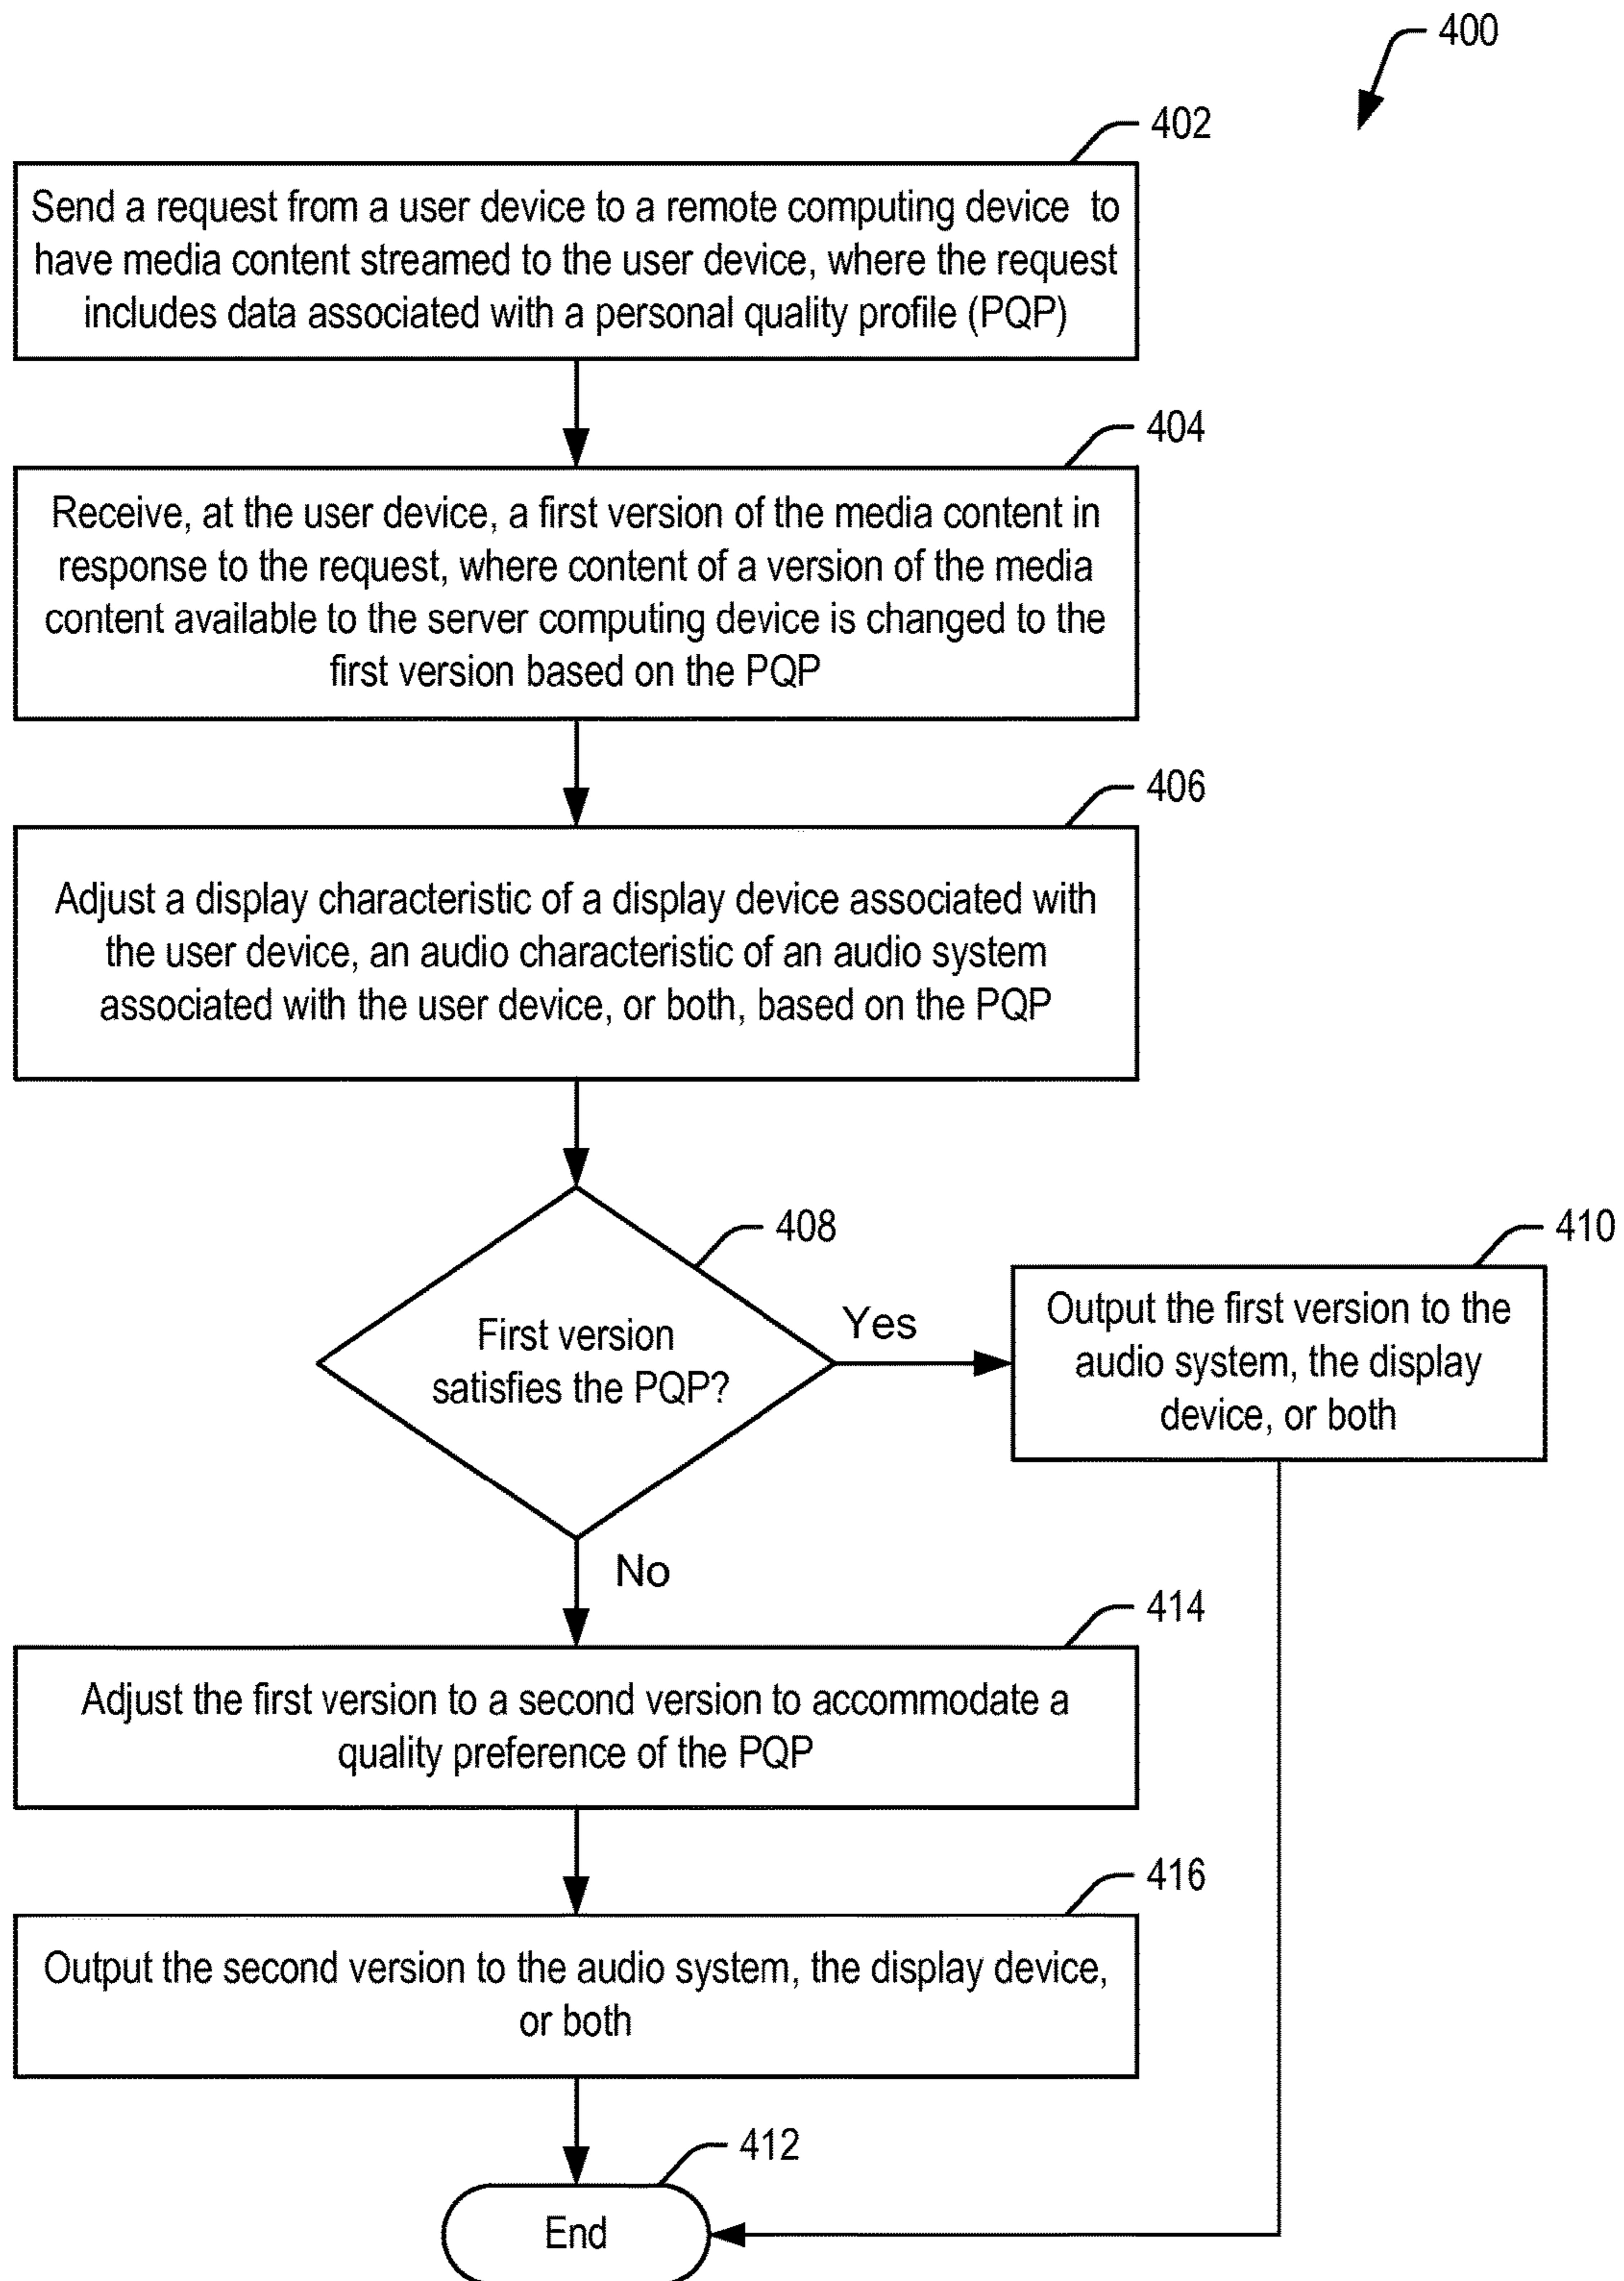 400
402
Send a request from a user device to a remote computing device to
have media content streamed to the user device, where the request
includes data associated with a personal quality profile (PQP)
404
Receive, at the user device, a first version of the media content in
response to the request, where content of a version of the media
content available to the server computing device is changed to the
first version based on the PQP
406
Adjust a display characteristic of a display device associated with
the user device, an audio characteristic of an audio system
associated with the user device, or both, based on the PQP
408
First version
satisfies the PQP?
Yes
410
Output the first version to the
audio system, the display
device, or both
No
414
Adjust the first version to a second version to accommodate a
quality preference of the PQP
416
Output the second version to the audio system, the display device,
or both
412
End